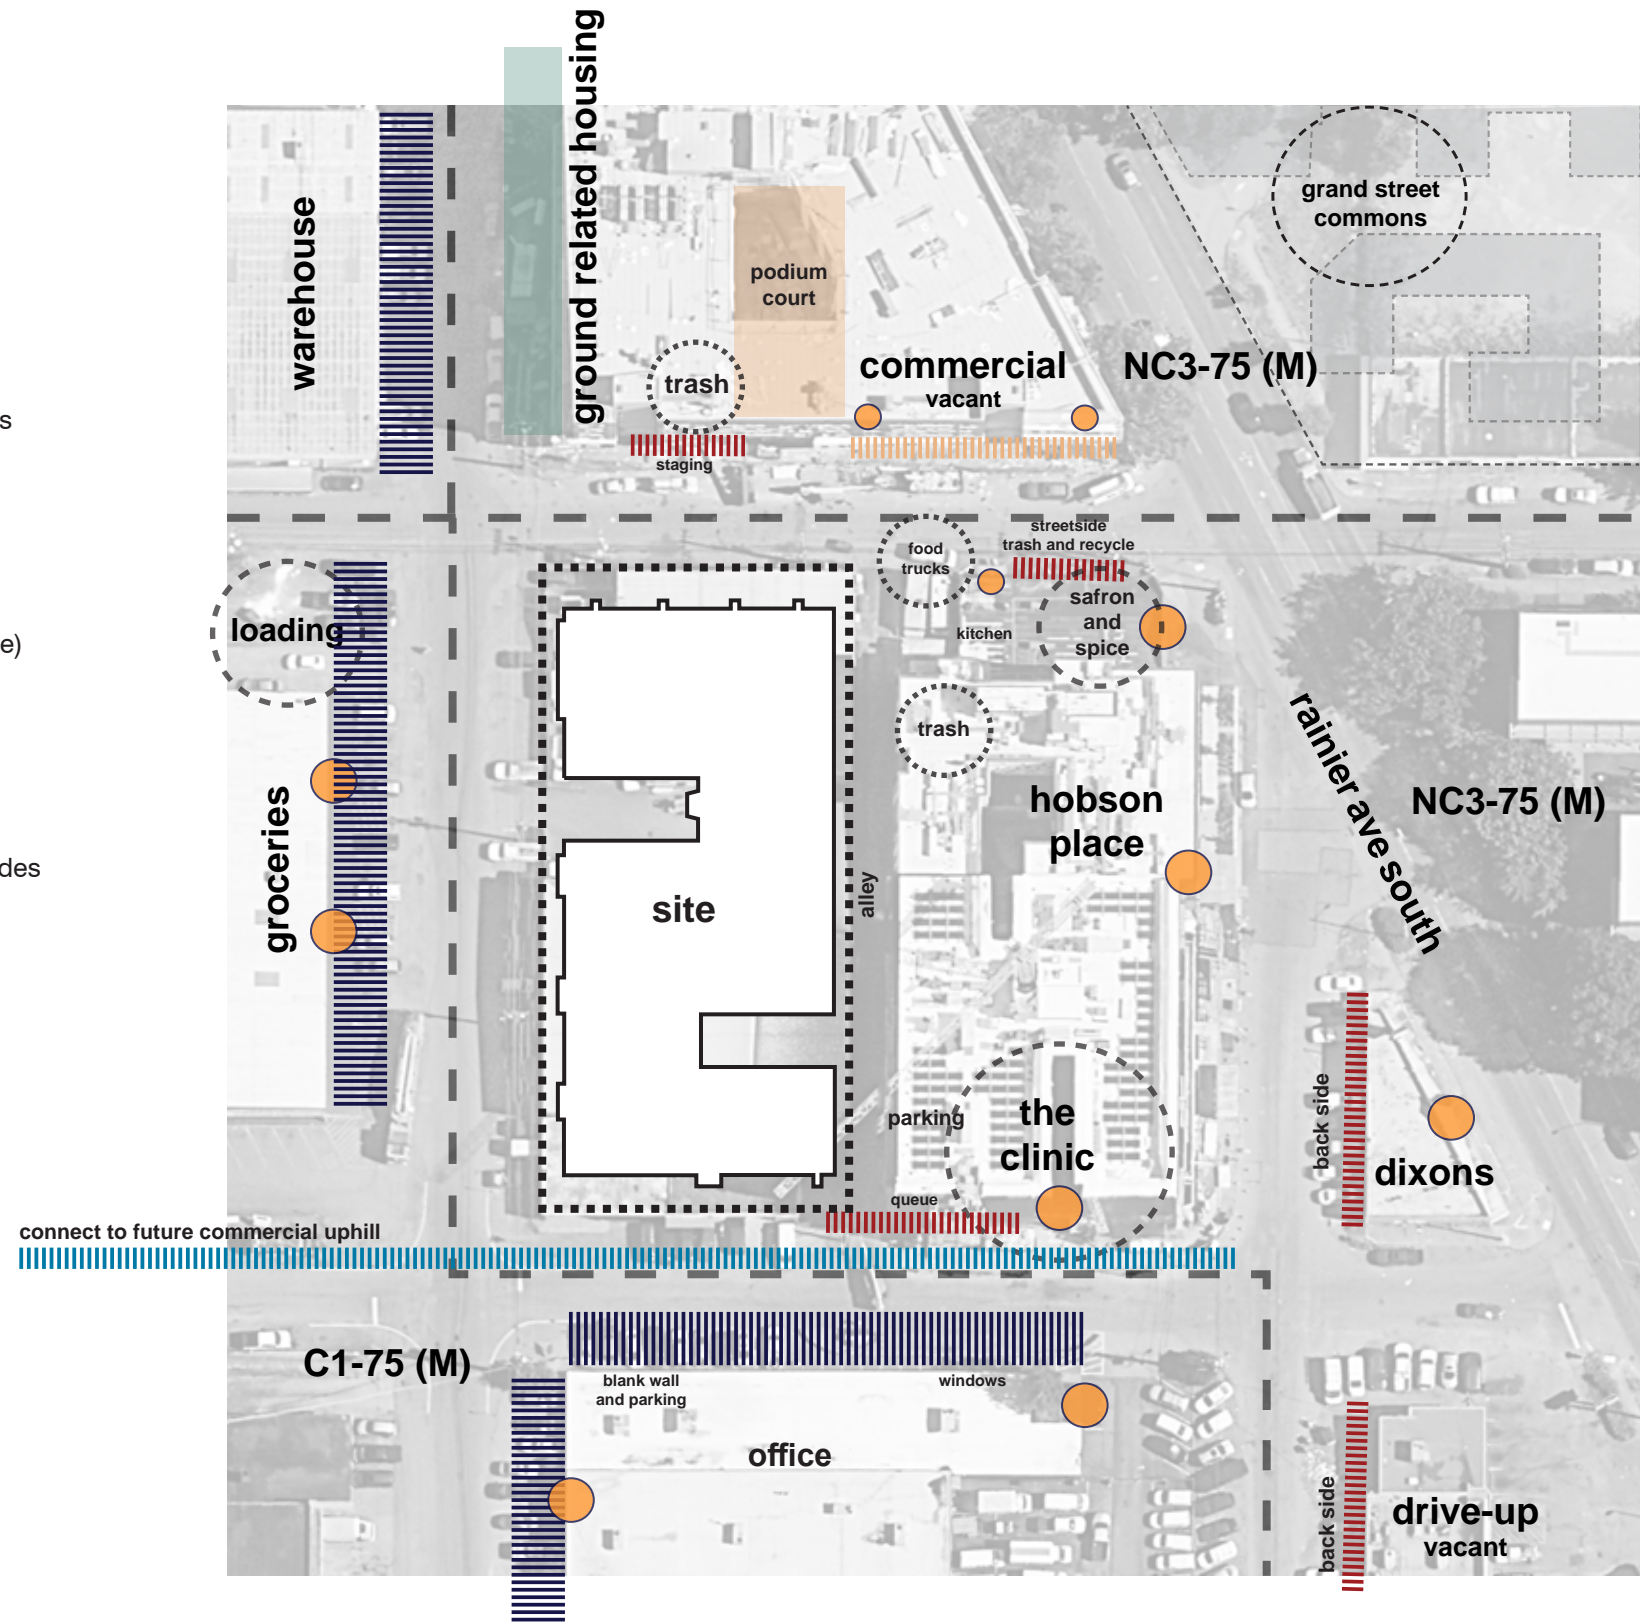 ground related housing
warehouse
grand street
commons
podium
court
commercial
vacant
NC3-75 (M)
trash
staging
s
streetside
trash and recycle
food
trucks
safron
and
spice
kitchen
loading
e)
trash
rainier ave south
hobson
place
NC3-75 (M)
groceries
des
alley
site
parking
the
clinic
back side
dixons
queue
connect to future commercial uphill
C1-75 (M)
blank wall
and parking
windows
office
back side
drive-up
vacant